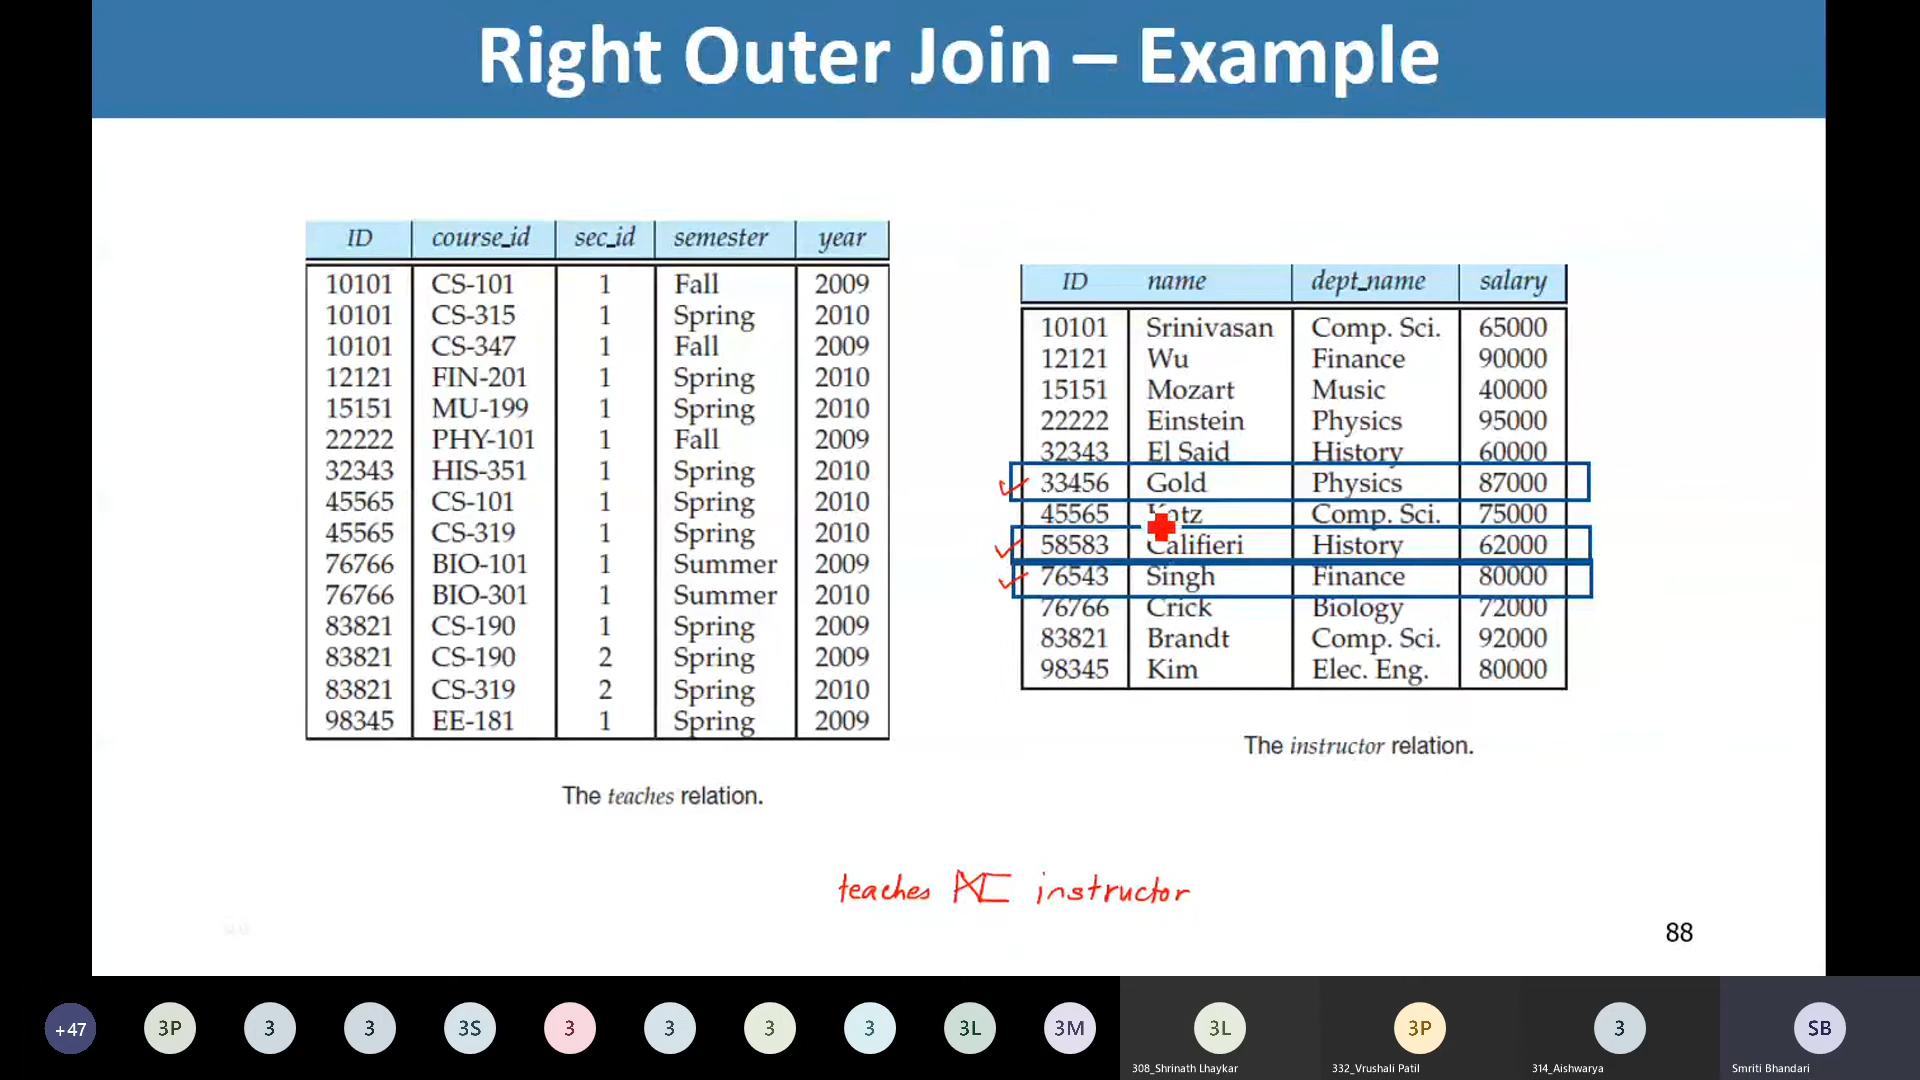 Right Outer Join – Example
ID course_id sec_id semester year
10101 CS-101 1 Fall 2009
10101 CS-315 1 Spring 2010
10101 CS-347 1 Fall 2009
12121 FIN-201 1 Spring 2010
15151 MU-199 1 Spring 2010
22222 PHY-101 1 Fall 2009
32343 HIS-351 1 Spring 2010
45565 CS-101 1 Spring 2010
45565 CS-319 1 Spring 2010
76766 BIO-101 1 Summer 2009
76766 BIO-301 1 Summer 2010
83821 CS-190 1 Spring 2009
83821 CS-190 2 Spring 2009
83821 CS-319 2 Spring 2010
98345 EE-181 1 Spring 2009
The teaches relation.
ID name dept_name salary
10101 Srinivasan Comp. Sci. 65000
12121 Wu Finance 90000
15151 Mozart Music 40000
22222 Einstein Physics 95000
32343 El Said History 60000
33456 Gold Physics 87000
45565 Katz Comp. Sci. 75000
58583 Califieri History 62000
76543 Singh Finance 80000
76766 Crick Biology 72000
83821 Brandt Comp. Sci. 92000
98345 Kim Elec. Eng. 80000
The instructor relation.
teaches ⟖ instructor
88
+47 3P 3 3 3S 3 3 3 3 3L 3M 3L 3P 3 SB
308_Shrinath Lhaykar 332_Vrushali Patil 314_Aishwarya Smriti Bhandari